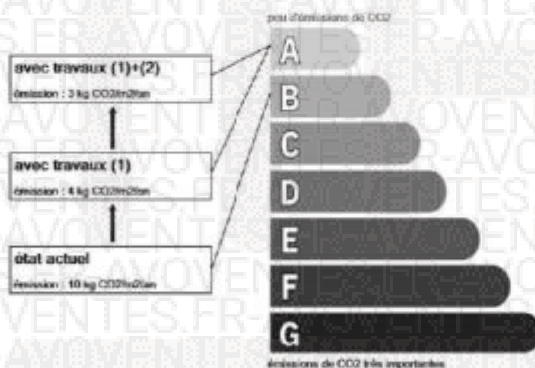 peu d'émissions de CO2
A
avec travaux (1)+(2)
émission : 3 kg CO2/m2/an
B
C
avec travaux (1)
émission : 4 kg CO2/m2/an
D
E
état actuel
émission : 10 kg CO2/m2/an
F
G
émissions de CO2 très importantes